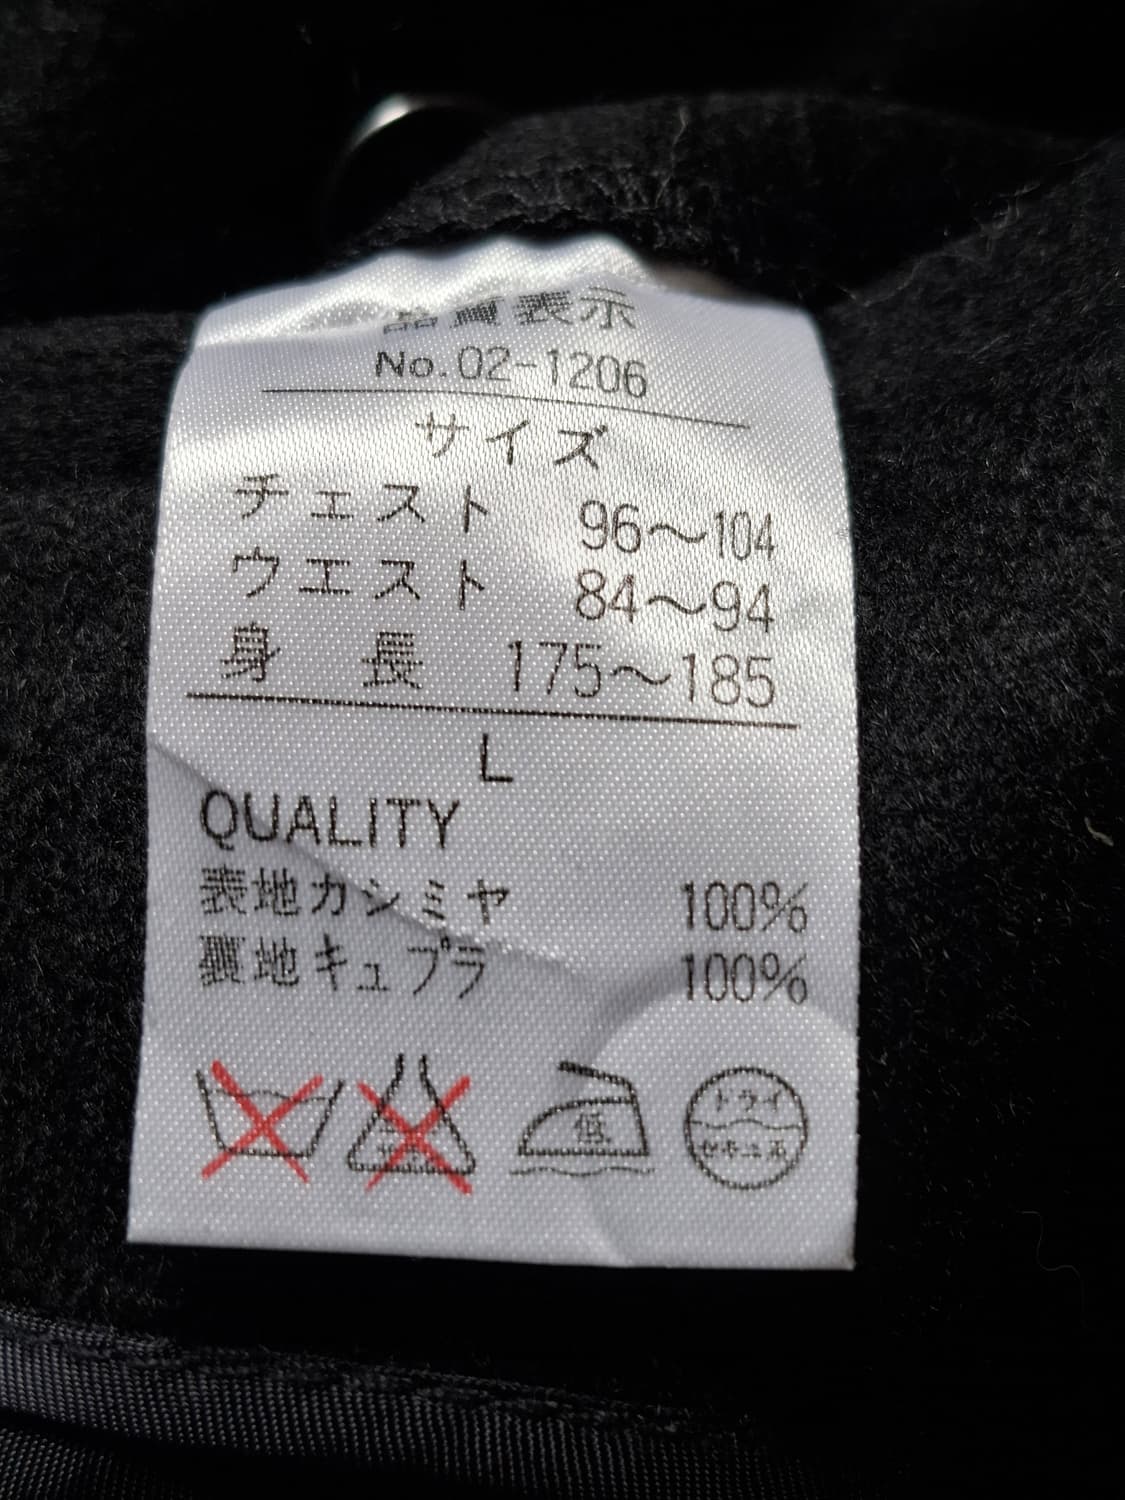 品質表示
No.02-1206
サイズ
チェスト 96〜104
ウエスト 84〜94
身 長 175〜185
L
QUALITY
表地カシミヤ 100%
裏地キュプラ 100%
低
ドライ
セキユ系